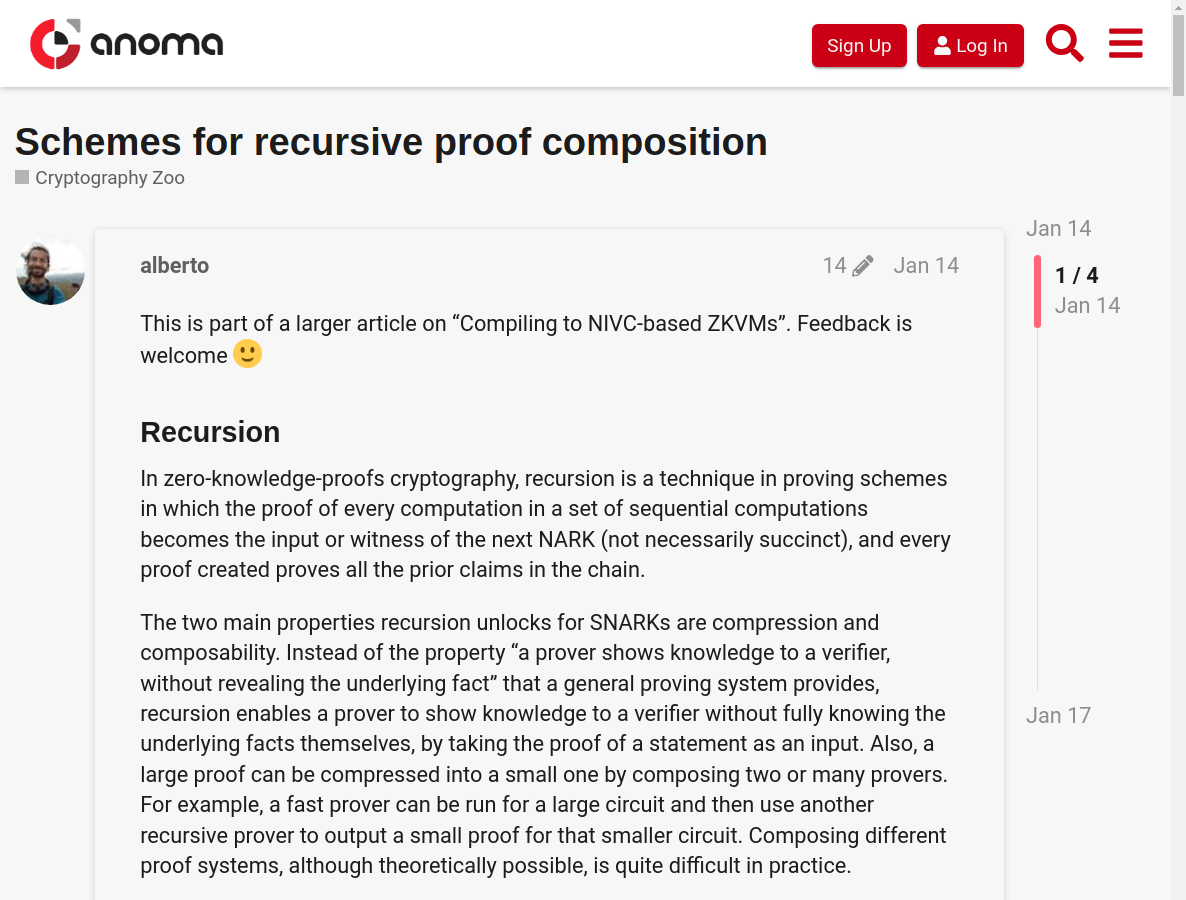 anoma
Sign Up
Log In
Schemes for recursive proof composition
Cryptography Zoo
alberto
14
Jan 14
This is part of a larger article on “Compiling to NIVC-based ZKVMs”. Feedback is
welcome
Recursion
In zero-knowledge-proofs cryptography, recursion is a technique in proving schemes
in which the proof of every computation in a set of sequential computations
becomes the input or witness of the next NARK (not necessarily succinct), and every
proof created proves all the prior claims in the chain.
The two main properties recursion unlocks for SNARKs are compression and
composability. Instead of the property “a prover shows knowledge to a verifier,
without revealing the underlying fact” that a general proving system provides,
recursion enables a prover to show knowledge to a verifier without fully knowing the
underlying facts themselves, by taking the proof of a statement as an input. Also, a
large proof can be compressed into a small one by composing two or many provers.
For example, a fast prover can be run for a large circuit and then use another
recursive prover to output a small proof for that smaller circuit. Composing different
proof systems, although theoretically possible, is quite difficult in practice.
Jan 14
1 / 4
Jan 14
Jan 17